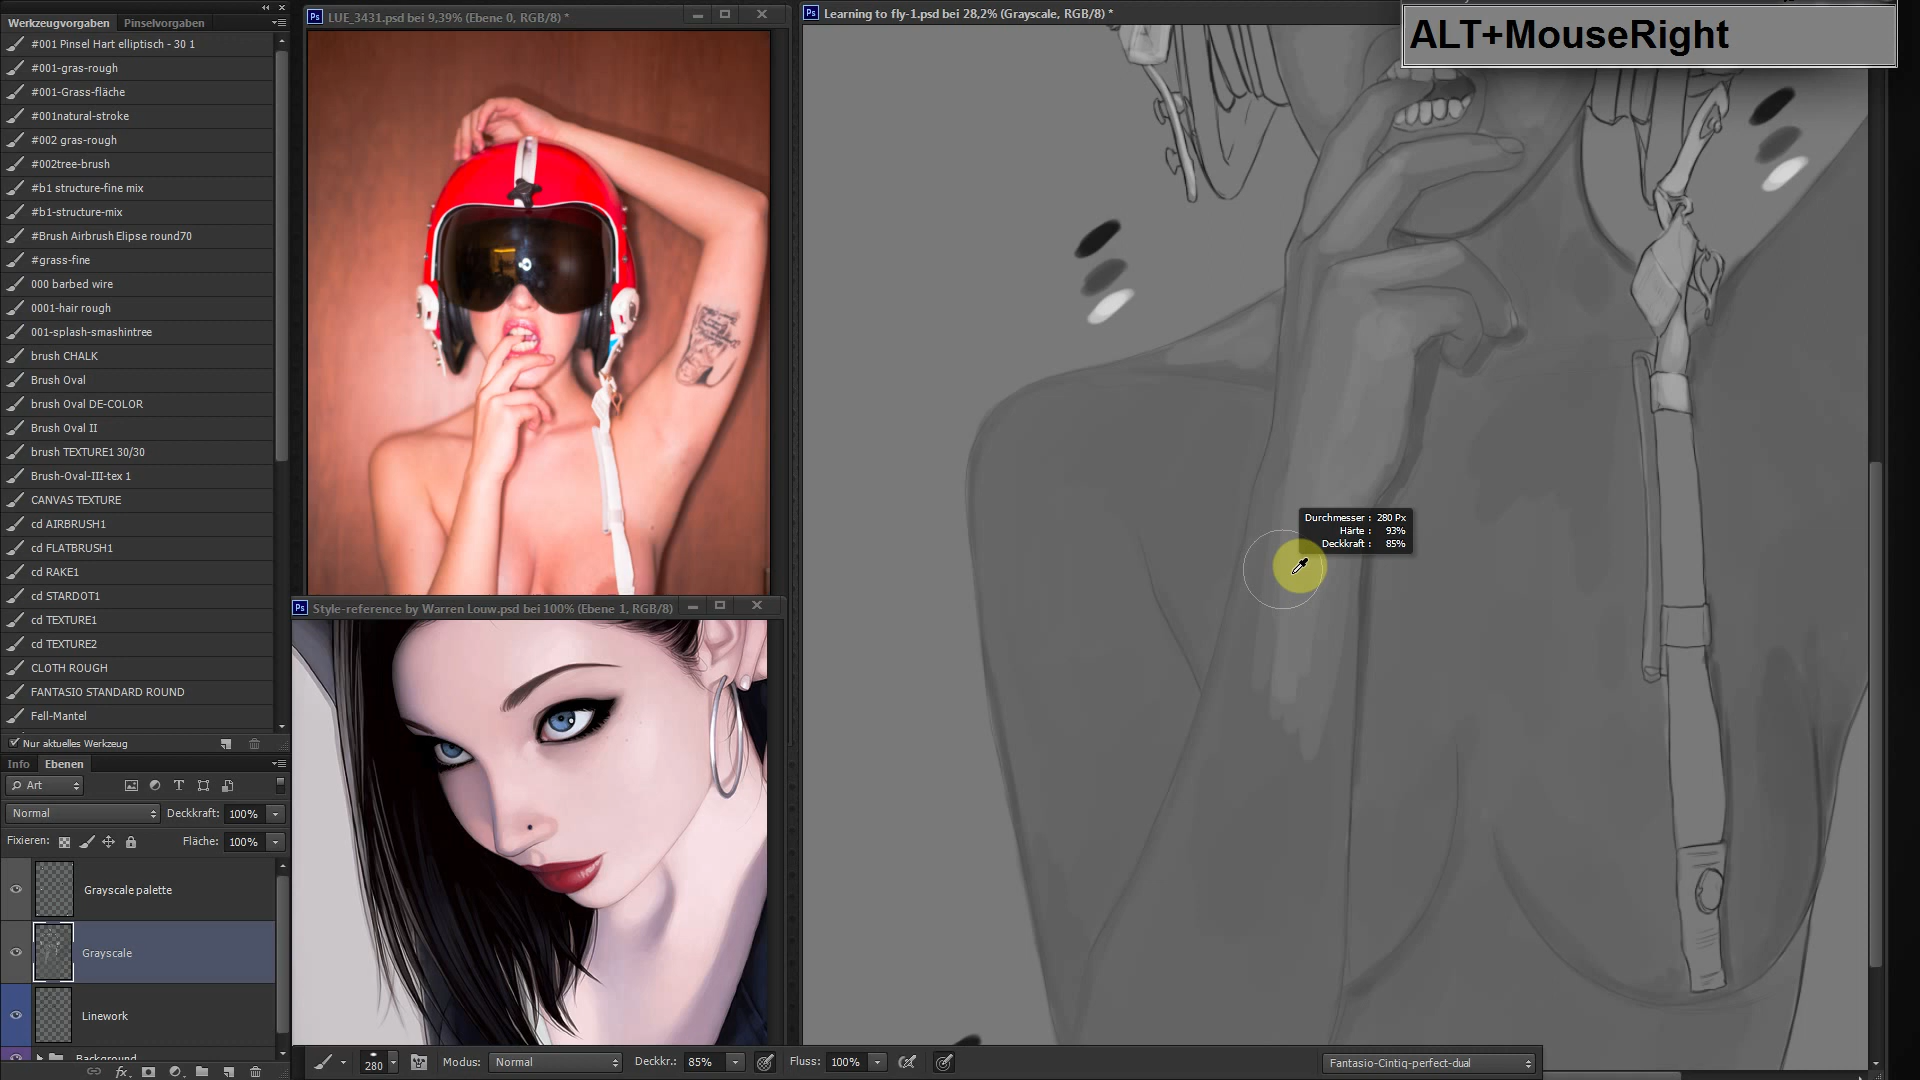 Werkzeugvorgaben
Pinselvorgaben
#001 Pinsel Hart elliptisch - 30 1
#001-gras-rough
#001-Grass-fläche
#001natural-stroke
#002 gras-rough
#002tree-brush
#b1 structure-fine mix
#b1-structure-mix
#Brush Airbrush Elipse round70
#grass-fine
000 barbed wire
0001-hair rough
001-splash-smashintree
brush CHALK
Brush Oval
brush Oval DE-COLOR
Brush Oval II
brush TEXTURE1 30/30
Brush-Oval-III-tex 1
CANVAS TEXTURE
cd AIRBRUSH1
cd FLATBRUSH1
cd RAKE1
cd STARDOT1
cd TEXTURE1
cd TEXTURE2
CLOTH ROUGH
FANTASIO STANDARD ROUND
Fell-Mantel
Nur aktuelles Werkzeug
Info
Ebenen
Art
Normal
Deckkraft: 100%
Fixieren:
Fläche: 100%
Grayscale palette
Grayscale
Linework
Background
fx
Ps LUE_3431.psd bei 9,39% (Ebene 0, RGB/8) *
Ps Style-reference by Warren Louw.psd bei 100% (Ebene 1, RGB/8)
Ps Learning to fly-1.psd bei 28,2% (Grayscale, RGB/8) *
ALT+MouseRight
Durchmesser : 280 Px
Härte : 93%
Deckkraft : 85%
280
Modus: Normal
Deckkr.: 85%
Fluss: 100%
Fantasio-Cintiq-perfect-dual